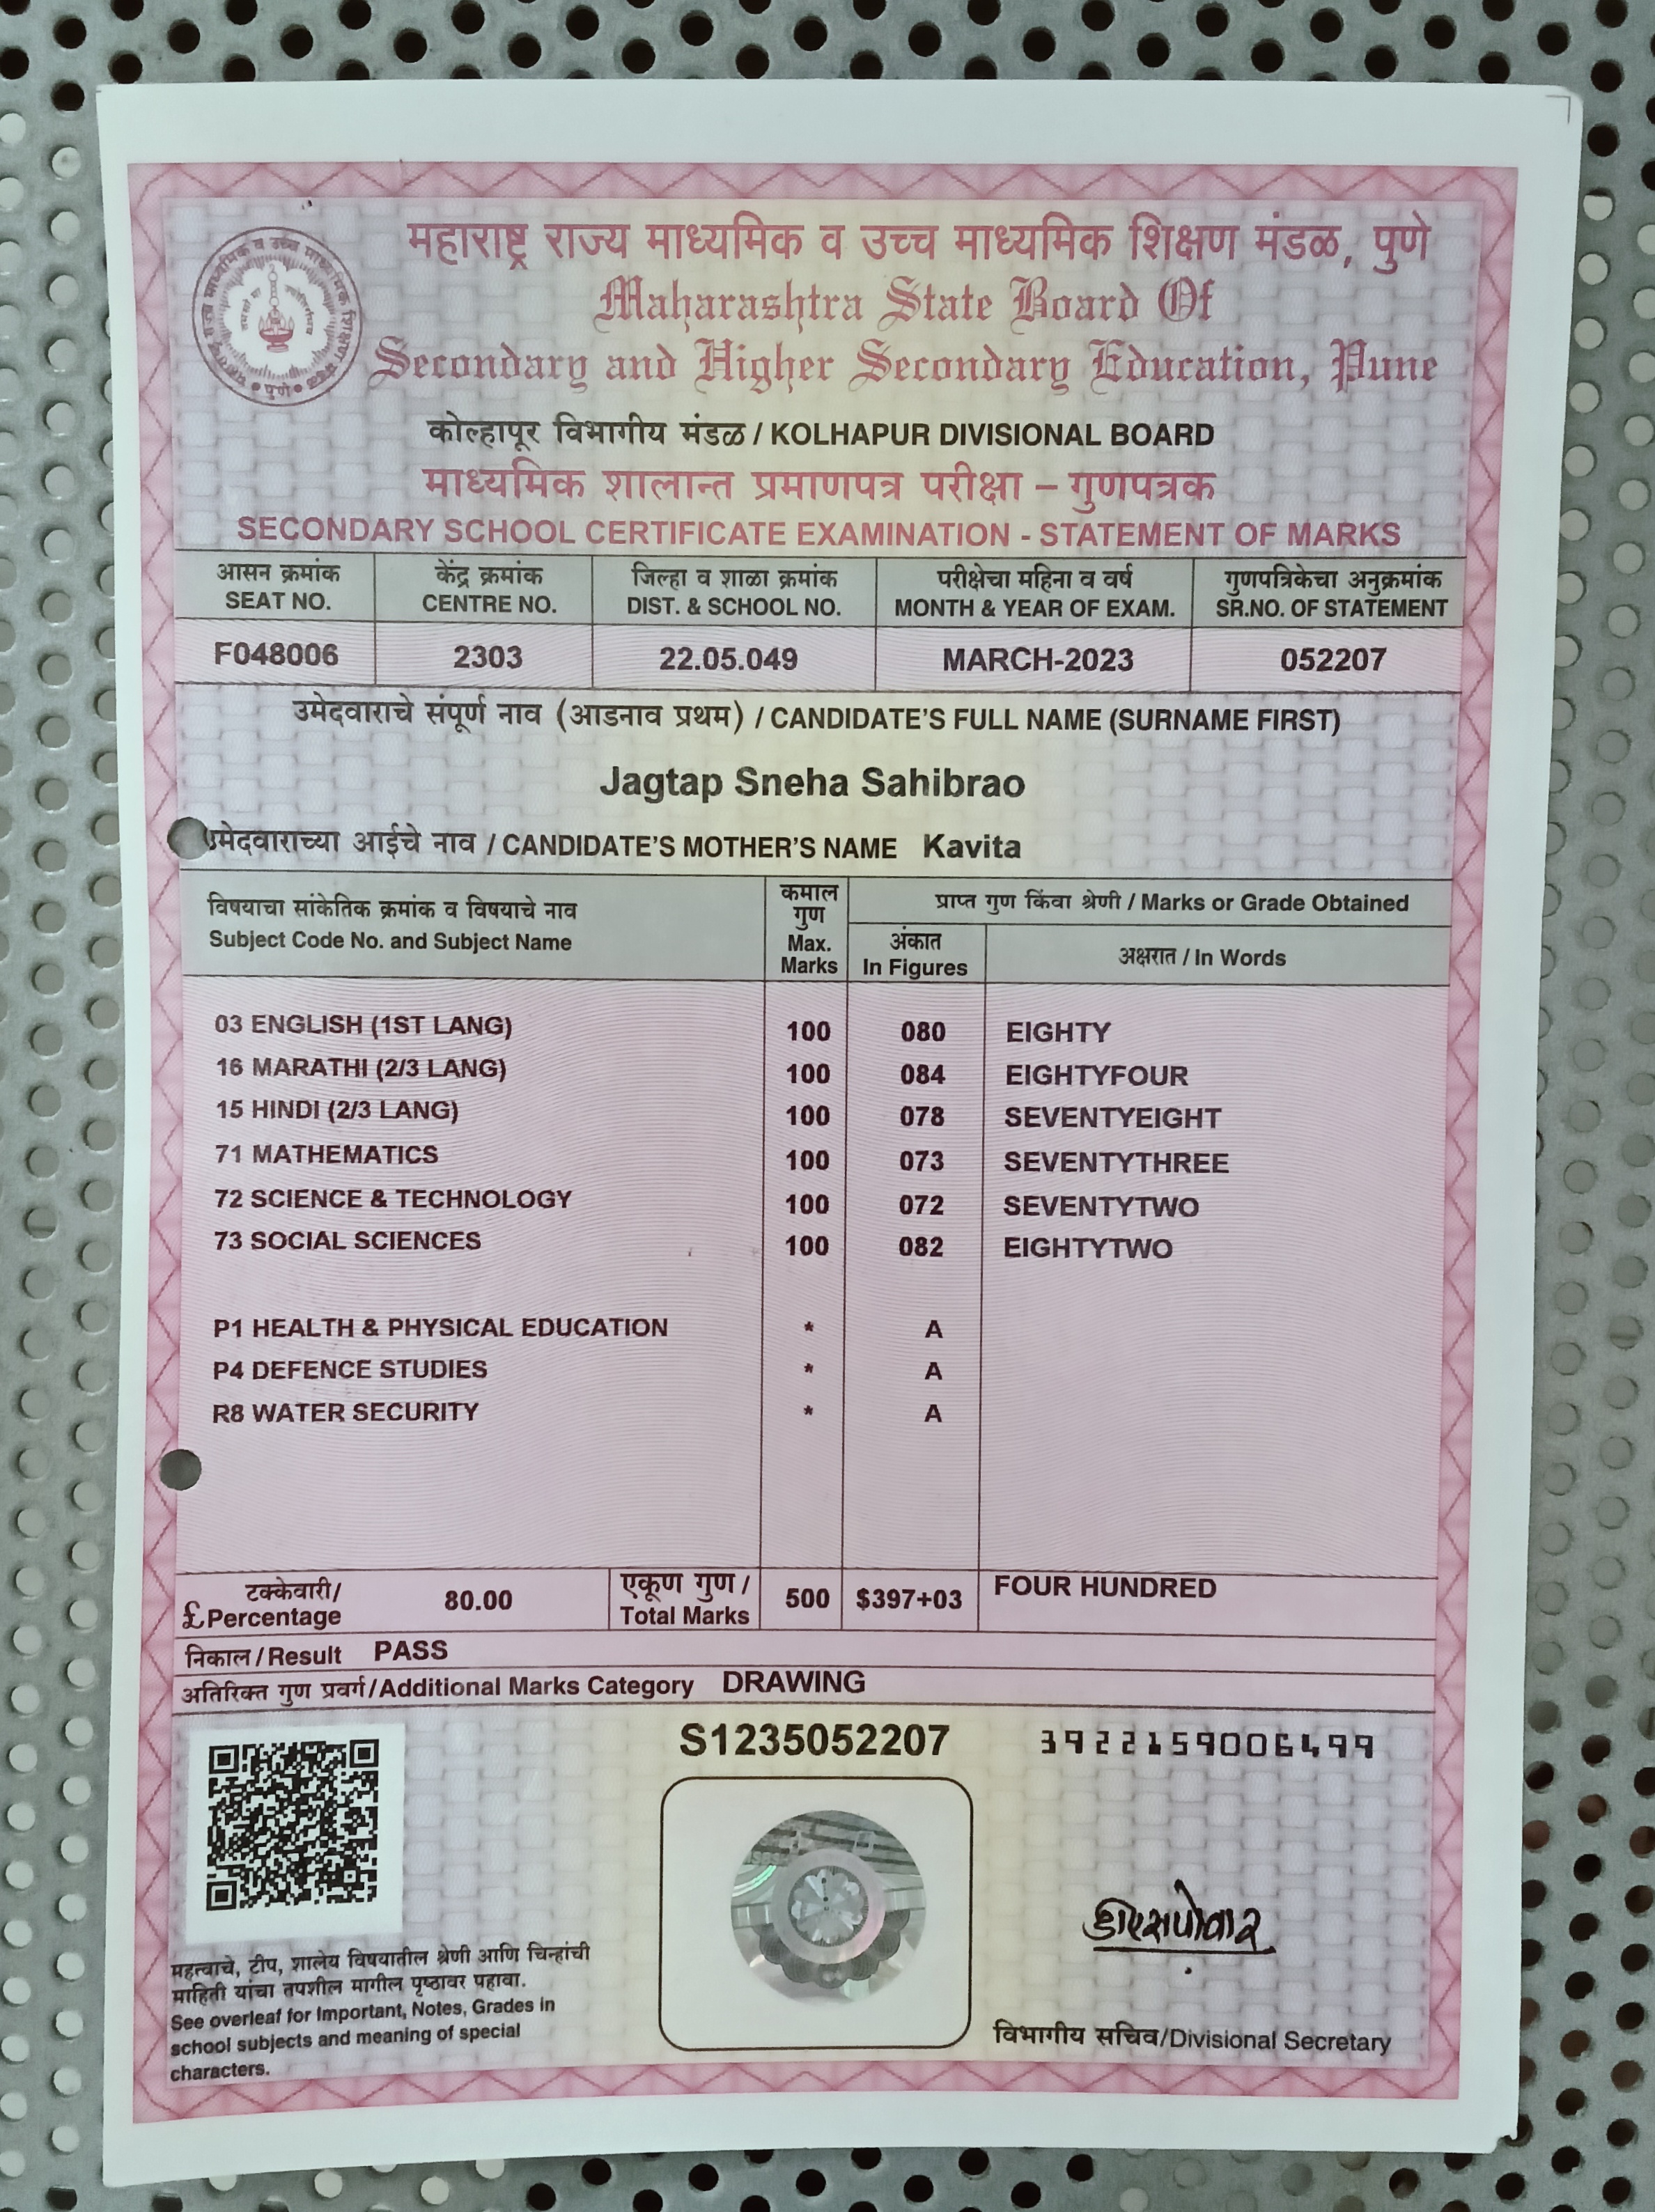 महाराष्ट्र राज्य माध्यमिक व उच्च माध्यमिक शिक्षण मंडळ, पुणे
Maharashtra State Board Of
Secondary and Higher Secondary Education, Pune
कोल्हापूर विभागीय मंडळ / KOLHAPUR DIVISIONAL BOARD
माध्यमिक शालान्त प्रमाणपत्र परीक्षा – गुणपत्रक
SECONDARY SCHOOL CERTIFICATE EXAMINATION - STATEMENT OF MARKS
आसन क्रमांक केंद्र क्रमांक जिल्हा व शाळा क्रमांक परीक्षेचा महिना व वर्ष गुणपत्रिकेचा अनुक्रमांक
SEAT NO. CENTRE NO. DIST. & SCHOOL NO. MONTH & YEAR OF EXAM. SR.NO. OF STATEMENT
F048006 2303 22.05.049 MARCH-2023 052207
उमेदवाराचे संपूर्ण नाव (आडनाव प्रथम) / CANDIDATE'S FULL NAME (SURNAME FIRST)
Jagtap Sneha Sahibrao
उमेदवाराच्या आईचे नाव / CANDIDATE'S MOTHER'S NAME Kavita
विषयाचा सांकेतिक क्रमांक व विषयाचे नाव
Subject Code No. and Subject Name
कमाल
गुण
Max.
Marks
प्राप्त गुण किंवा श्रेणी / Marks or Grade Obtained
अंकात
In Figures
अक्षरात / In Words
03 ENGLISH (1ST LANG) 100 080 EIGHTY
16 MARATHI (2/3 LANG) 100 084 EIGHTYFOUR
15 HINDI (2/3 LANG) 100 078 SEVENTYEIGHT
71 MATHEMATICS 100 073 SEVENTYTHREE
72 SCIENCE & TECHNOLOGY 100 072 SEVENTYTWO
73 SOCIAL SCIENCES 100 082 EIGHTYTWO
P1 HEALTH & PHYSICAL EDUCATION * A
P4 DEFENCE STUDIES * A
R8 WATER SECURITY * A
टक्केवारी/
£Percentage 80.00
एकूण गुण /
Total Marks 500 $397+03 FOUR HUNDRED
निकाल/Result PASS
अतिरिक्त गुण प्रवर्ग/Additional Marks Category DRAWING
S1235052207 3922159006499
महत्वाचे, टीप, शालेय विषयातील श्रेणी आणि चिन्हांची
माहिती यांचा तपशील मागील पृष्ठावर पहावा.
See overleaf for Important, Notes, Grades in
school subjects and meaning of special
characters.
विभागीय सचिव/Divisional Secretary